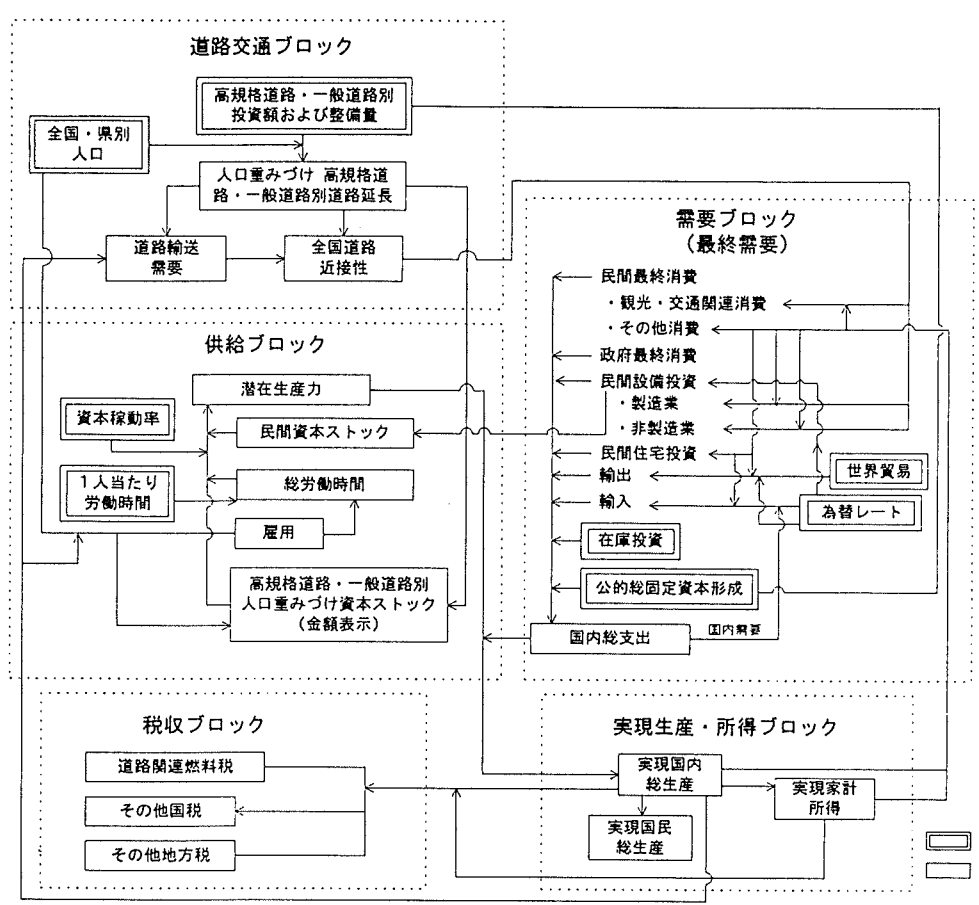 道路交通ブロック
高規格道路・一般道路別
投資額および整備量
全国・県別
人口
人口重みづけ 高規格道
路・一般道路別道路延長
道路輸送
需要
全国道路
近接性
需要ブロック
(最終需要)
民間最終消費
・観光・交通関連消費
・その他消費
政府最終消費
民間設備投資
・製造業
・非製造業
民間住宅投資
輸出
輸入
世界貿易
為替レート
在庫投資
公的総固定資本形成
国内総支出
国内需要
供給ブロック
潜在生産力
資本稼動率
民間資本ストック
1人当たり
労働時間
総労働時間
雇用
高規格道路・一般道路別
人口重みづけ資本ストック
(金額表示)
税収ブロック
道路関連燃料税
その他国税
その他地方税
実現生産・所得ブロック
実現国内
総生産
実現家計
所得
実現国民
総生産